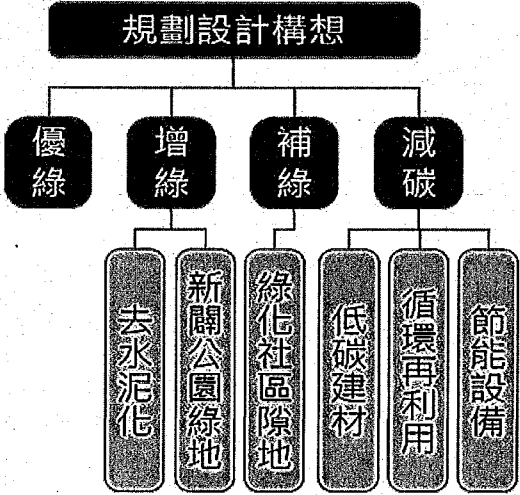 規劃設計構想
優綠
增綠
補綠
減碳
去水泥化
新闢公園綠地
綠化社區隙地
低碳建材
循環再利用
節能設備